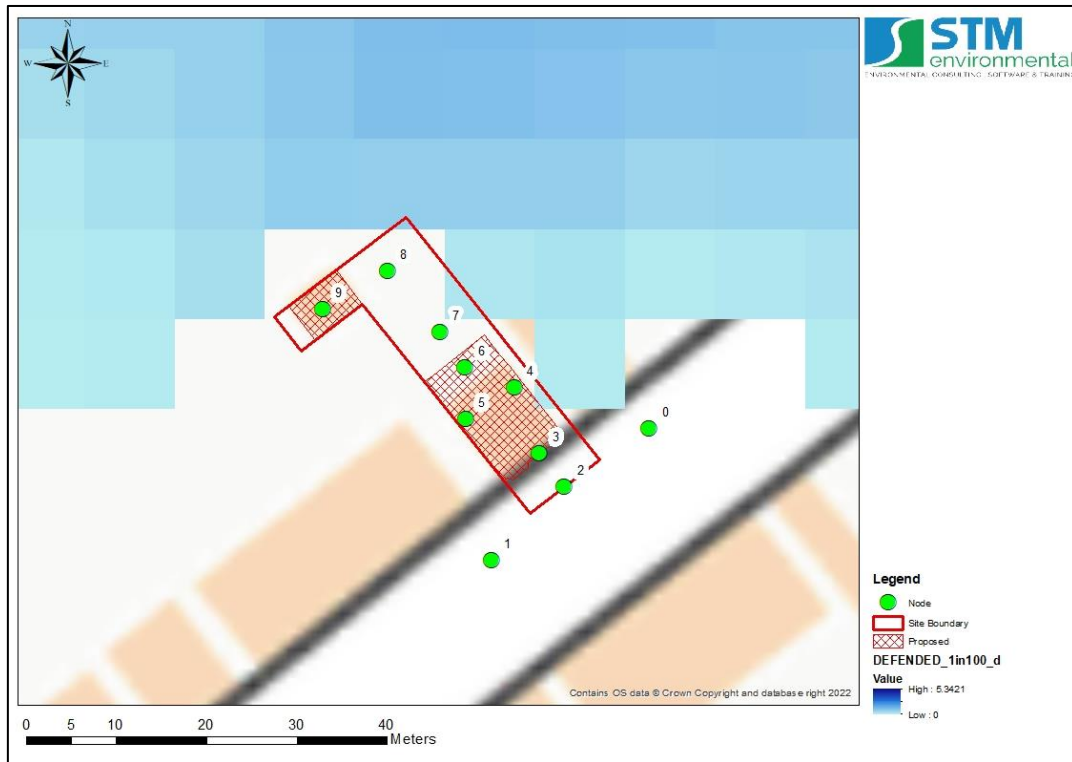 N
W E
S
STM
environmental
ENVIRONMENTAL CONSULTING, SOFTWARE & TRAINING
8
9
7
6
4
5
0
3
2
1
Legend
Node
Site Boundary
Proposed
DEFENDED_1in100_d
Value
High : 5.3421
Low : 0
Contains OS data © Crown Copyright and database right 2022
0 5 10 20 30 40
Meters